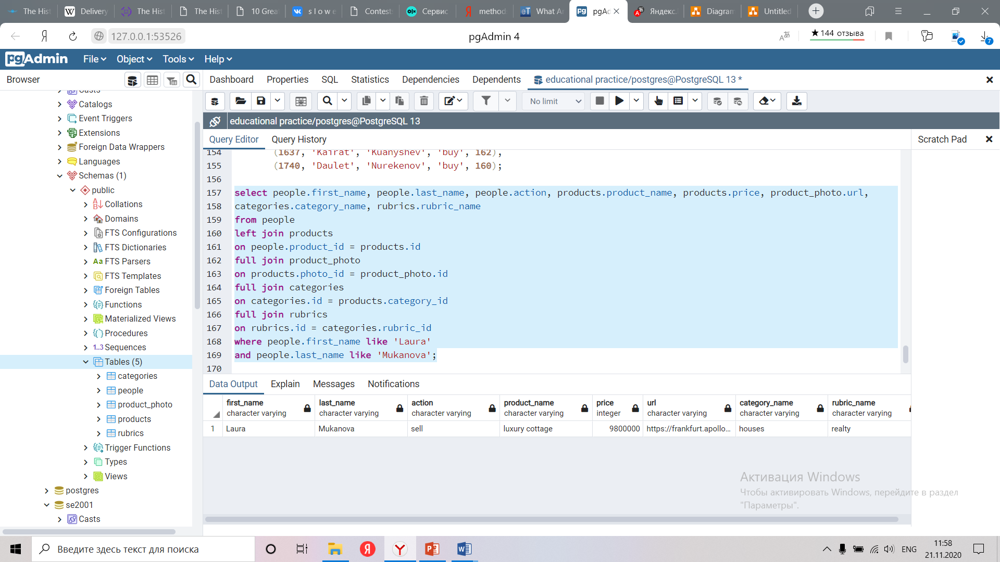 The Hist
Delivery
The Hist
The Hist
10 Grea
s l o w e
Contest
Сервис
method.
What Ar
pgAd
Яндекс.
Diagram
Untitled
127.0.0.1:53526
pgAdmin 4
★ 144 отзыва
7
pgAdmin
File
Object
Tools
Help
Browser
Dashboard
Properties
SQL
Statistics
Dependencies
Dependents
educational practice/postgres@PostgreSQL 13 *
No limit
educational practice/postgres@PostgreSQL 13
Query Editor
Query History
Scratch Pad
Casts
Catalogs
Event Triggers
Extensions
Foreign Data Wrappers
Languages
Schemas (1)
public
Collations
Domains
FTS Configurations
FTS Dictionaries
Aa FTS Parsers
FTS Templates
Foreign Tables
Functions
Materialized Views
Procedures
1..3 Sequences
Tables (5)
categories
people
product_photo
products
rubrics
Trigger Functions
Types
Views
postgres
se2001
Casts
154 (1637, 'Kairat', 'Kuanyshev', 'buy', 162),
155 (1740, 'Daulet', 'Nurekenov', 'buy', 160);
156
157 select people.first_name, people.last_name, people.action, products.product_name, products.price, product_photo.url,
158 categories.category_name, rubrics.rubric_name
159 from people
160 left join products
161 on people.product_id = products.id
162 full join product_photo
163 on products.photo_id = product_photo.id
164 full join categories
165 on categories.id = products.category_id
166 full join rubrics
167 on rubrics.id = categories.rubric_id
168 where people.first_name like 'Laura'
169 and people.last_name like 'Mukanova';
170
Data Output
Explain
Messages
Notifications
first_name last_name action product_name price url category_name rubric_name
character varying character varying character varying character varying integer character varying character varying character varying
1 Laura Mukanova sell luxury cottage 9800000 https://frankfurt.apollo... houses realty
Активация Windows
Чтобы активировать Windows, перейдите в раздел
"Параметры".
Введите здесь текст для поиска
ENG
11:58
21.11.2020